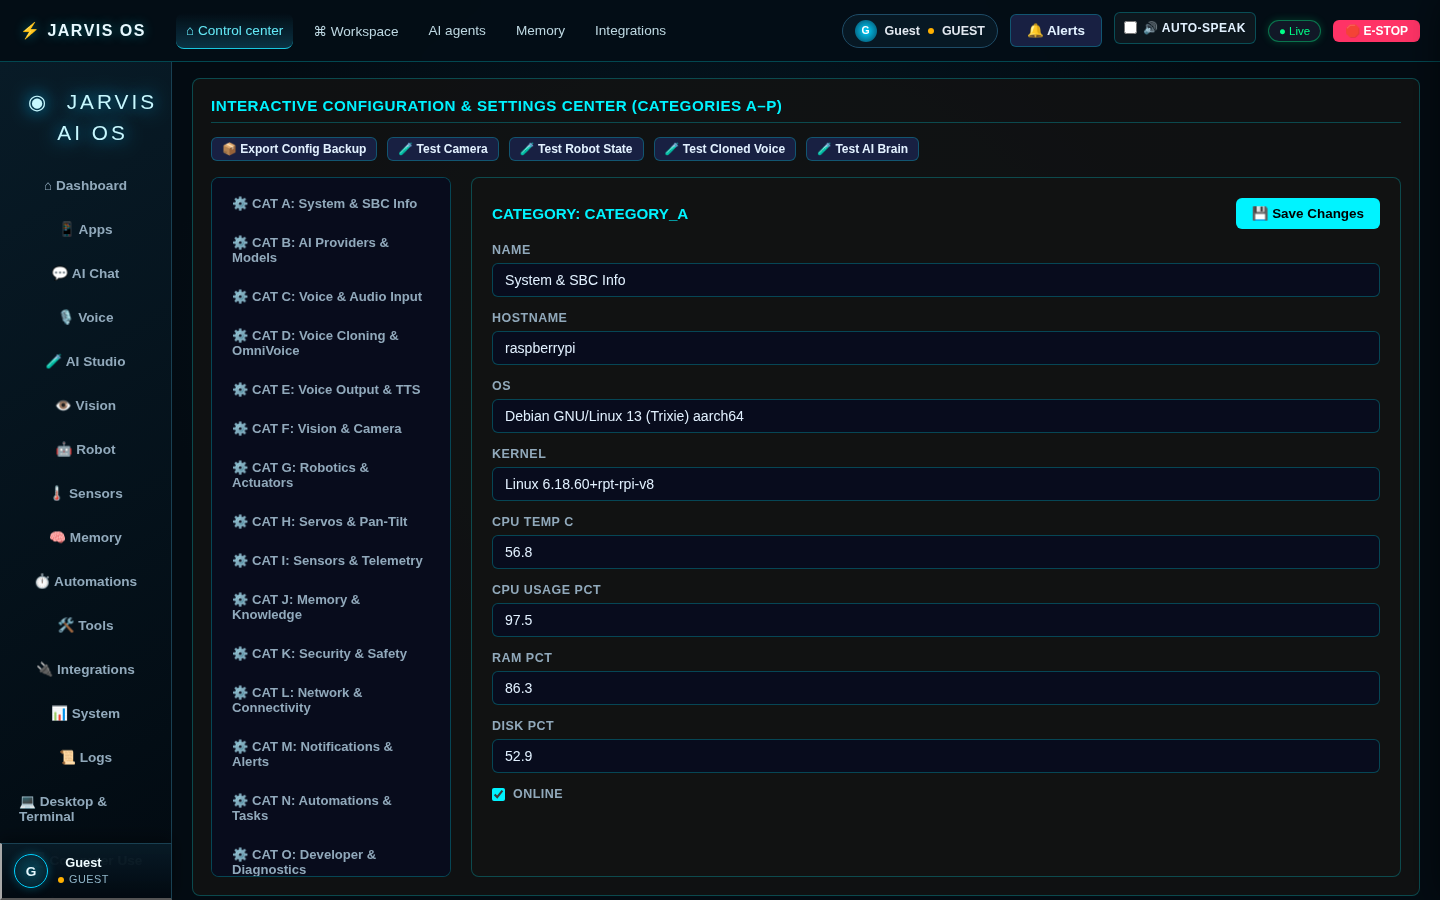 ⚡ JARVIS OS
⌂ Control center
⌘ Workspace
AI agents
Memory
Integrations
G Guest GUEST
🔔 Alerts
🔊 AUTO-SPEAK
● Live
🛑 E-STOP
◉ JARVIS
AI OS
⌂ Dashboard
📱 Apps
💬 AI Chat
🎙️ Voice
🧪 AI Studio
👁️ Vision
🤖 Robot
🌡️ Sensors
🧠 Memory
⏱️ Automations
🛠️ Tools
🔌 Integrations
📊 System
📜 Logs
💻 Desktop &
Terminal
G
Guest
GUEST
INTERACTIVE CONFIGURATION & SETTINGS CENTER (CATEGORIES A–P)
📦 Export Config Backup
🧪 Test Camera
🧪 Test Robot State
🧪 Test Cloned Voice
🧪 Test AI Brain
⚙️ CAT A: System & SBC Info
⚙️ CAT B: AI Providers &
Models
⚙️ CAT C: Voice & Audio Input
⚙️ CAT D: Voice Cloning &
OmniVoice
⚙️ CAT E: Voice Output & TTS
⚙️ CAT F: Vision & Camera
⚙️ CAT G: Robotics &
Actuators
⚙️ CAT H: Servos & Pan-Tilt
⚙️ CAT I: Sensors & Telemetry
⚙️ CAT J: Memory &
Knowledge
⚙️ CAT K: Security & Safety
⚙️ CAT L: Network &
Connectivity
⚙️ CAT M: Notifications &
Alerts
⚙️ CAT N: Automations &
Tasks
⚙️ CAT O: Developer &
Diagnostics
CATEGORY: CATEGORY_A
💾 Save Changes
NAME
System & SBC Info
HOSTNAME
raspberrypi
OS
Debian GNU/Linux 13 (Trixie) aarch64
KERNEL
Linux 6.18.60+rpt-rpi-v8
CPU TEMP C
56.8
CPU USAGE PCT
97.5
RAM PCT
86.3
DISK PCT
52.9
ONLINE